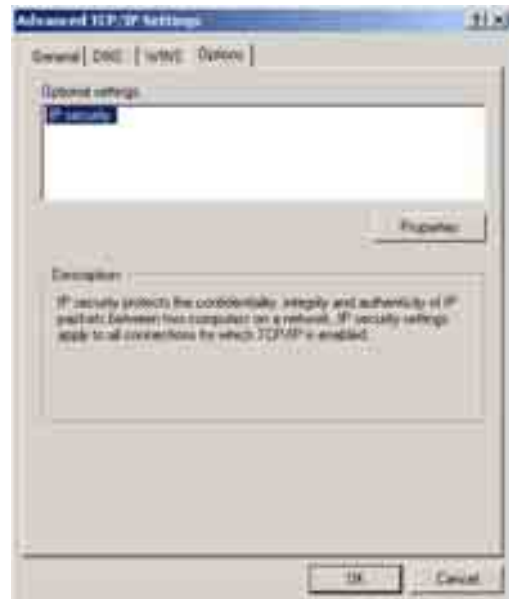 Advanced TCP/IP Settings
General DNS WINS Options
Optional settings:
IP security
Properties
Description
IP security protects the confidentiality, integrity and authenticity of IP
packets between two computers on a network. IP security settings
apply to all connections for which TCP/IP is enabled.
OK Cancel